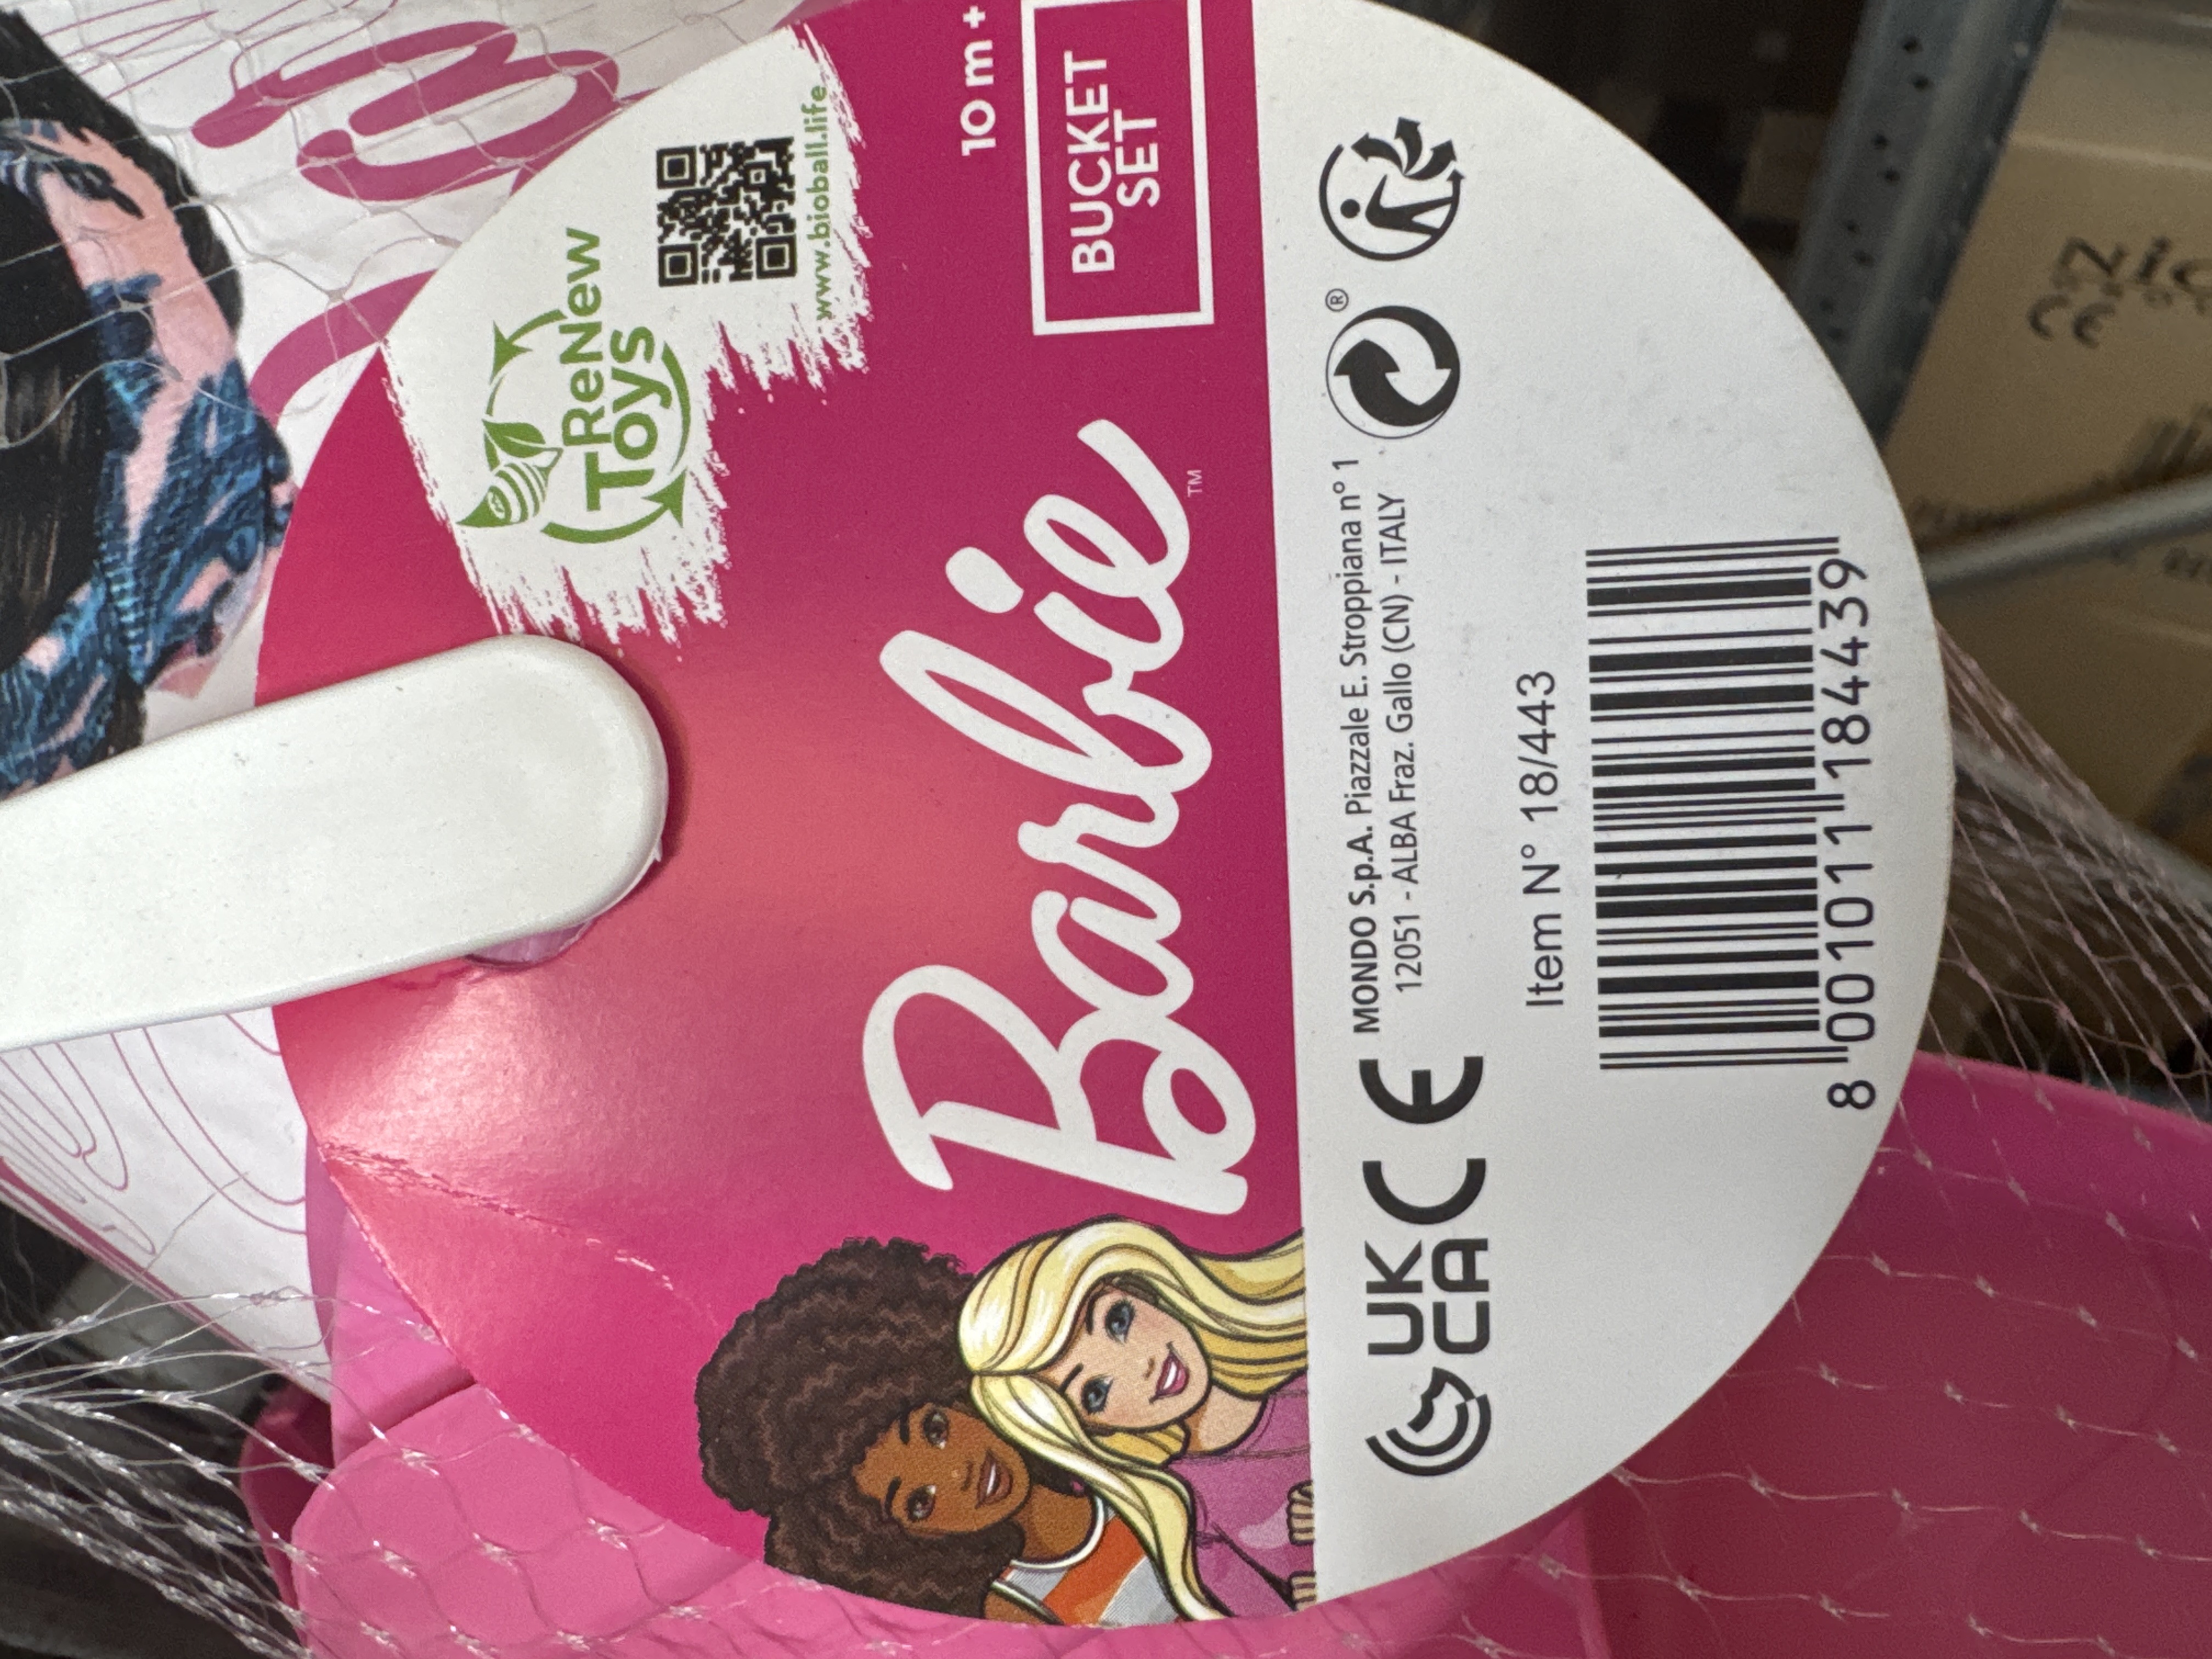 ReNew
Toys
www.bioball.life
10 m+
BUCKET
SET
Barbie™
MONDO S.p.A. Piazzale E. Stroppiana n° 1
12051 - ALBA Fraz. Gallo (CN) - ITALY
®
UK
CA
CE
Item N° 18/443
8 001011 184439